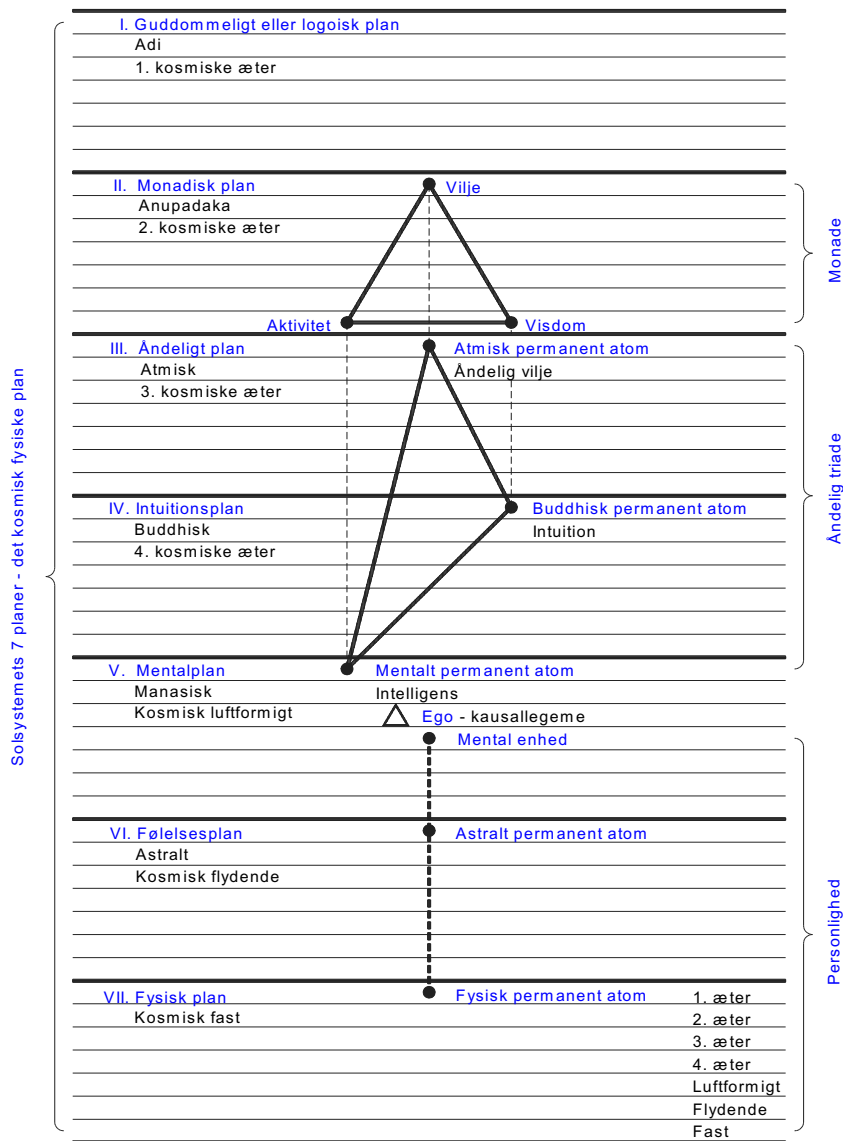 I. Guddommeligt eller logoisk plan
Adi
1. kosmiske æter
II. Monadisk plan
Vilje
Anupadaka
2. kosmiske æter
Monade
Aktivitet
Visdom
III. Åndeligt plan
Atmisk permanent atom
Atmisk
Åndelig vilje
3. kosmiske æter
Åndelig triade
IV. Intuitionsplan
Buddhisk permanent atom
Buddhisk
Intuition
4. kosmiske æter
Solsystemets 7 planer - det kosmisk fysiske plan
V. Mentalplan
Mentalt permanent atom
Manasisk
Intelligens
Kosmisk luftformigt
Ego - kausallegeme
Mental enhed
VI. Følelsesplan
Astralt permanent atom
Astralt
Kosmisk flydende
Personlighed
VII. Fysisk plan
Fysisk permanent atom
1. æter
Kosmisk fast
2. æter
3. æter
4. æter
Luftformigt
Flydende
Fast